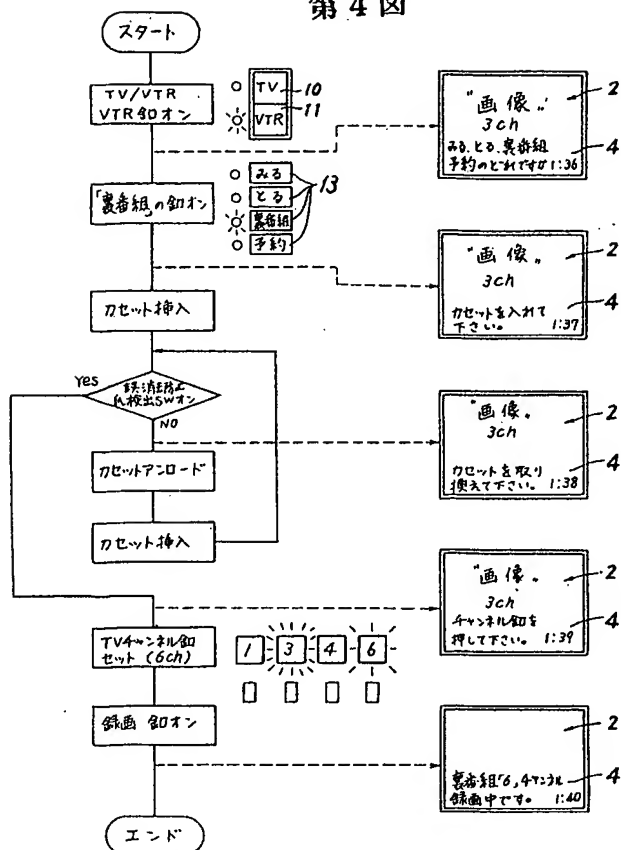 第4図
スタート
TV/VTR
VTR釦オン
TV
VTR
10
11
"画像"
3ch
みる、とる、裏番組
予約のどれですか 1:36
2
4
「裏番組」の釦オン
みる
とる
裏番組
予約
13
"画像"
3ch
カセットを入れて
下さい。 1:37
2
4
カセット挿入
Yes
誤消去防止
孔検出SWオン
NO
"画像"
3ch
カセットを取り
換えて下さい。 1:38
2
4
カセットアンロード
カセット挿入
"画像"
3ch
チャンネル釦を
押して下さい。 1:39
2
4
TVチャンネル釦
セット (6ch)
1 3 4 6
録画 釦オン
裏番組「6」チャンネル
録画中です。 1:40
2
4
エンド